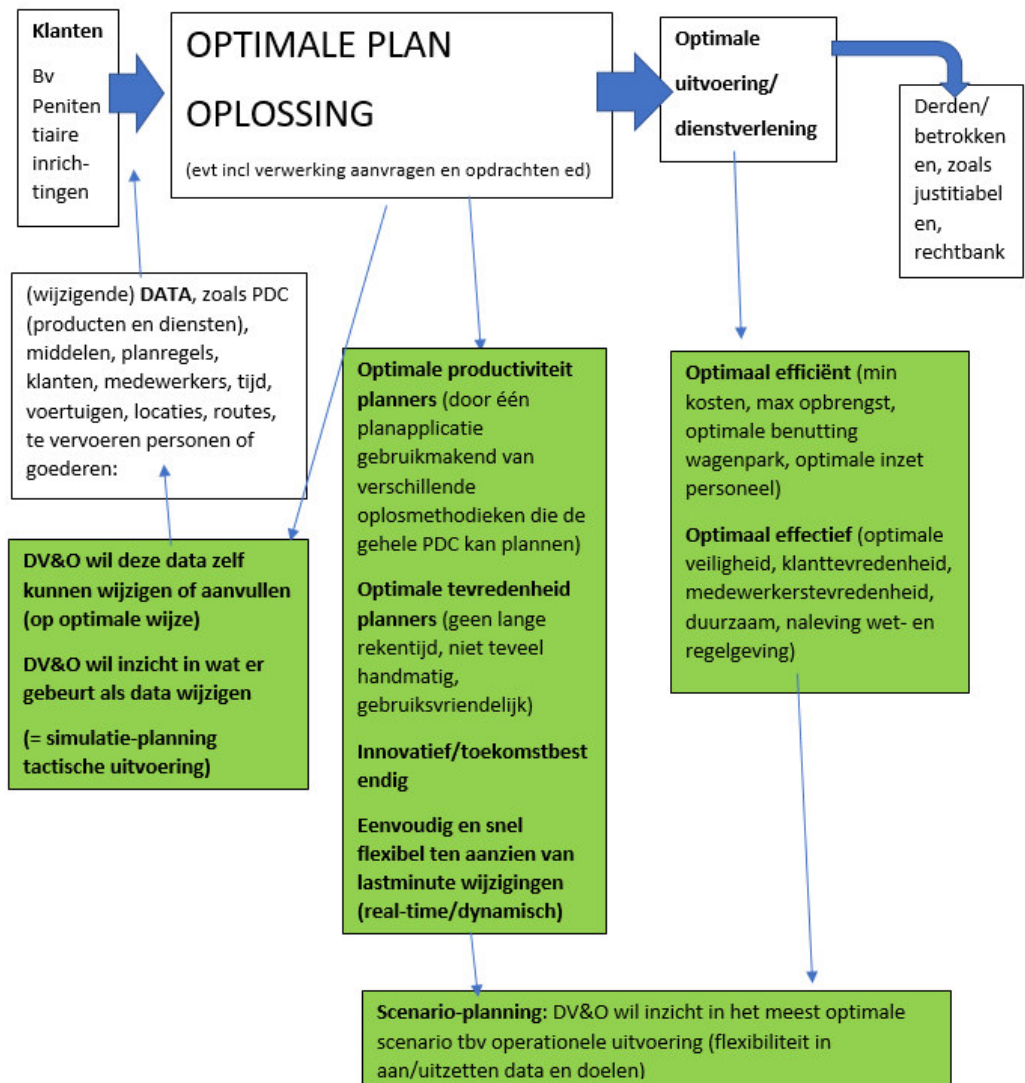 Klanten
Bv
Peniten
tiaire
inrich-
tingen
OPTIMALE PLAN
OPLOSSING
(evt incl verwerking aanvragen en opdrachten ed)
Optimale
uitvoering/
dienstverlening
Derden/
betrokken
en, zoals
justitiabel
en,
rechtbank
(wijzigende) DATA, zoals PDC
(producten en diensten),
middelen, planregels,
klanten, medewerkers, tijd,
voertuigen, locaties, routes,
te vervoeren personen of
goederen:
DV&O wil deze data zelf
kunnen wijzigen of aanvullen
(op optimale wijze)
DV&O wil inzicht in wat er
gebeurt als data wijzigen
(= simulatie-planning
tactische uitvoering)
Optimale productiviteit
planners (door één
planapplicatie
gebruikmakend van
verschillende
oplosmethodieken die de
gehele PDC kan plannen)
Optimale tevredenheid
planners (geen lange
rekentijd, niet teveel
handmatig,
gebruiksvriendelijk)
Innovatief/toekomstbest
endig
Eenvoudig en snel
flexibel ten aanzien van
lastminute wijzigingen
(real-time/dynamisch)
Optimaal efficiënt (min
kosten, max opbrengst,
optimale benutting
wagenpark, optimale inzet
personeel)
Optimaal effectief (optimale
veiligheid, klanttevredenheid,
medewerkerstevredenheid,
duurzaam, naleving wet- en
regelgeving)
Scenario-planning: DV&O wil inzicht in het meest optimale
scenario tbv operationele uitvoering (flexibiliteit in
aan/uitzetten data en doelen)